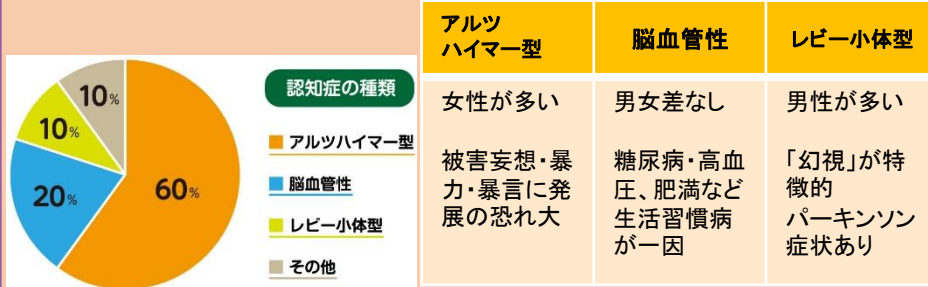 10%
10%
20%
60%
認知症の種類
アルツハイマー型
脳血管性
レビー小体型
その他
アルツ
ハイマー型
脳血管性
レビー小体型
女性が多い
被害妄想・暴
力・暴言に発
展の恐れ大
男女差なし
糖尿病・高血
圧、肥満など
生活習慣病
が一因
男性が多い
「幻視」が特
徴的
パーキンソン
症状あり